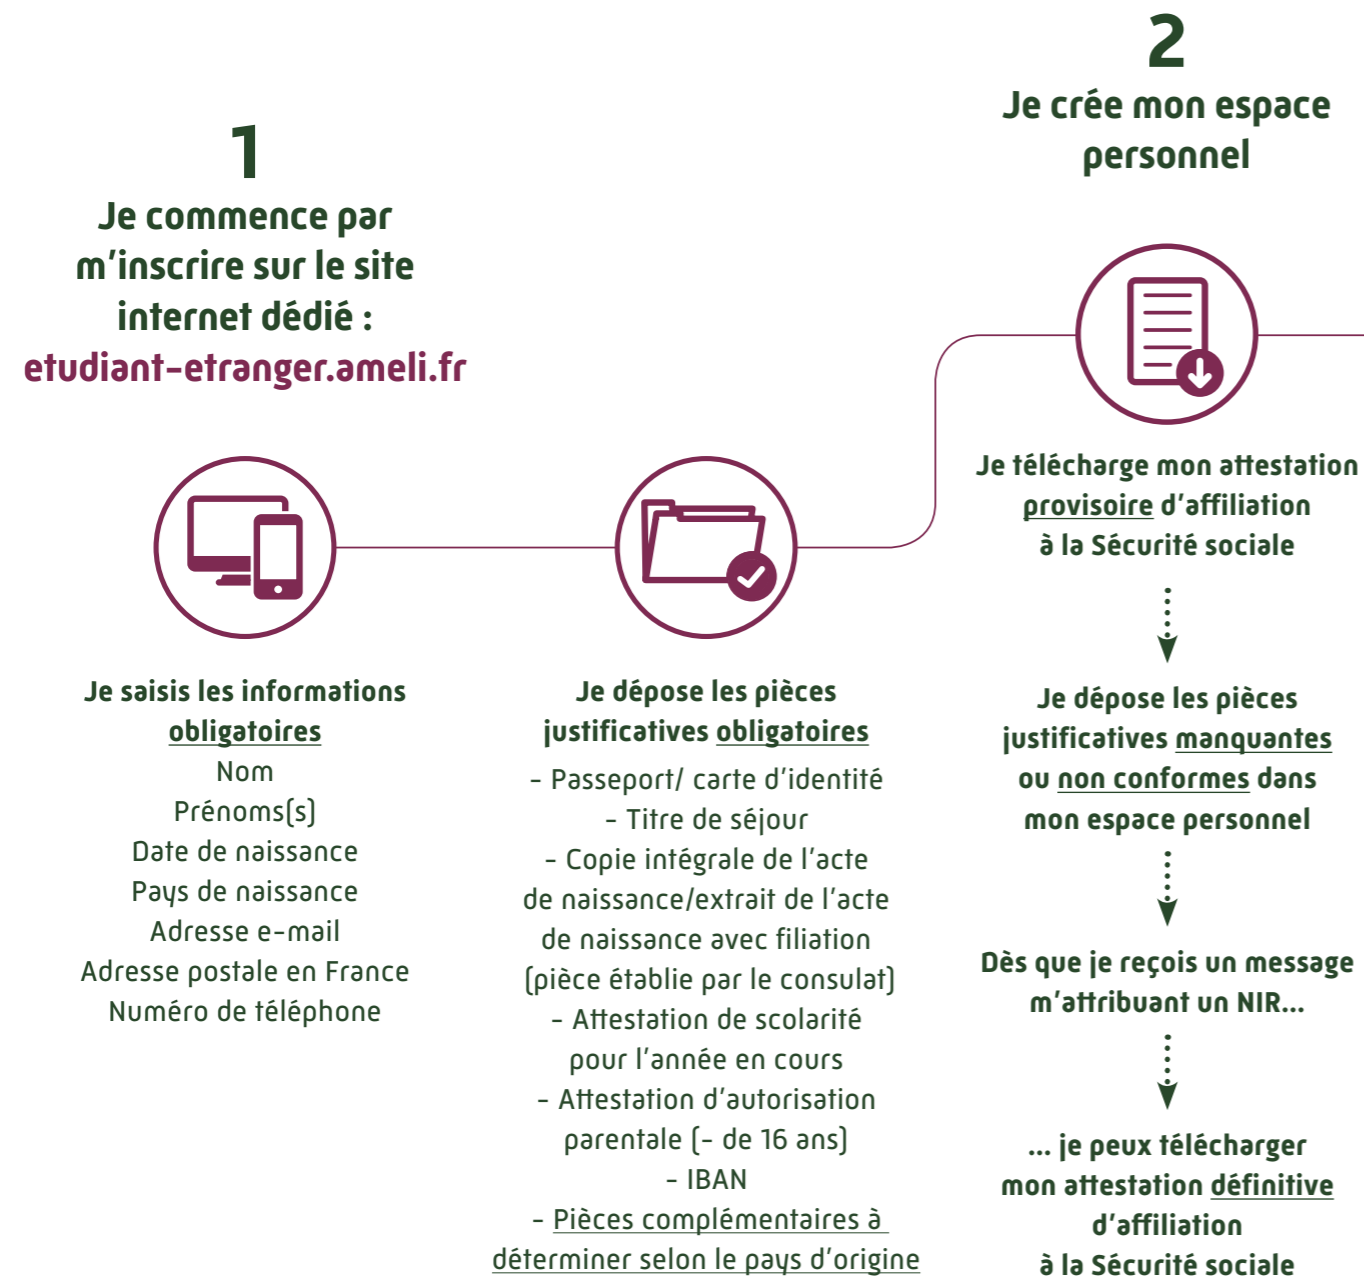 1
Je commence par
m'inscrire sur le site
internet dédié :
etudiant-etranger.ameli.fr
Je saisis les informations
obligatoires
Nom
Prénoms(s)
Date de naissance
Pays de naissance
Adresse e-mail
Adresse postale en France
Numéro de téléphone
Je dépose les pièces
justificatives obligatoires
- Passeport/ carte d'identité
- Titre de séjour
- Copie intégrale de l'acte
de naissance/extrait de l'acte
de naissance avec filiation
(pièce établie par le consulat)
- Attestation de scolarité
pour l'année en cours
- Attestation d'autorisation
parentale (- de 16 ans)
- IBAN
- Pièces complémentaires à
déterminer selon le pays d'origine
2
Je crée mon espace
personnel
Je télécharge mon attestation
provisoire d'affiliation
à la Sécurité sociale
Je dépose les pièces
justificatives manquantes
ou non conformes dans
mon espace personnel
Dès que je reçois un message
m'attribuant un NIR...
... je peux télécharger
mon attestation définitive
d'affiliation
à la Sécurité sociale